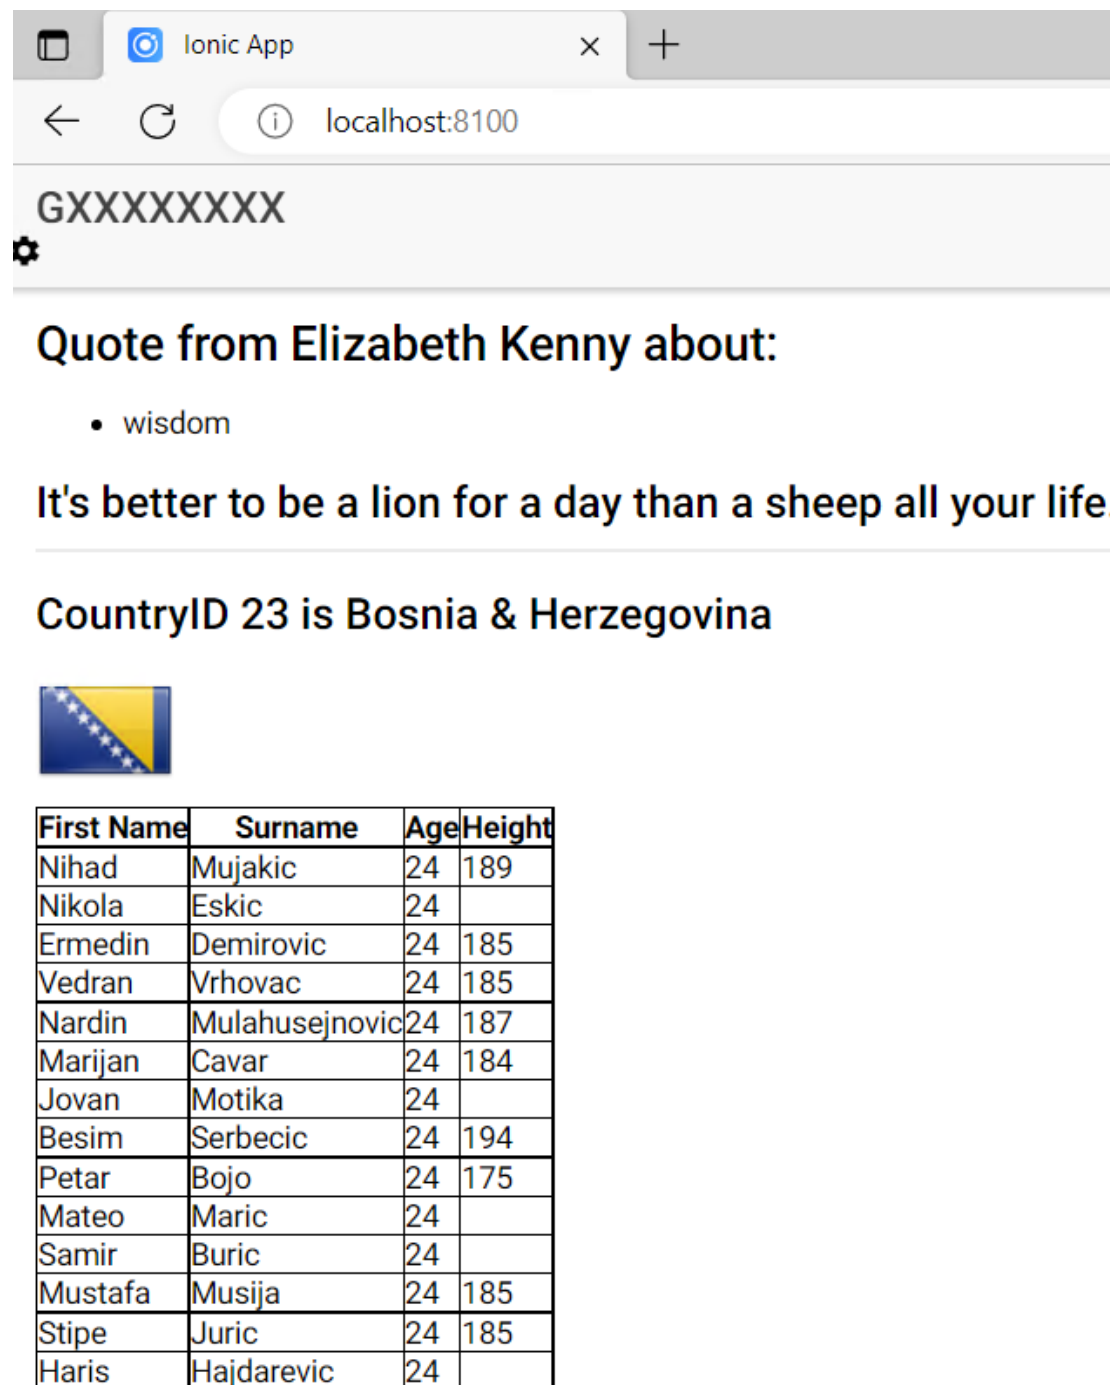 Ionic App
localhost:8100
GXXXXXXXX
Quote from Elizabeth Kenny about:
• wisdom
It's better to be a lion for a day than a sheep all your life.
CountryID 23 is Bosnia & Herzegovina
First Name Surname Age Height
Nihad Mujakic 24 189
Nikola Eskic 24
Ermedin Demirovic 24 185
Vedran Vrhovac 24 185
Nardin Mulahusejnovic 24 187
Marijan Cavar 24 184
Jovan Motika 24
Besim Serbecic 24 194
Petar Bojo 24 175
Mateo Maric 24
Samir Buric 24
Mustafa Musija 24 185
Stipe Juric 24 185
Haris Hajdarevic 24